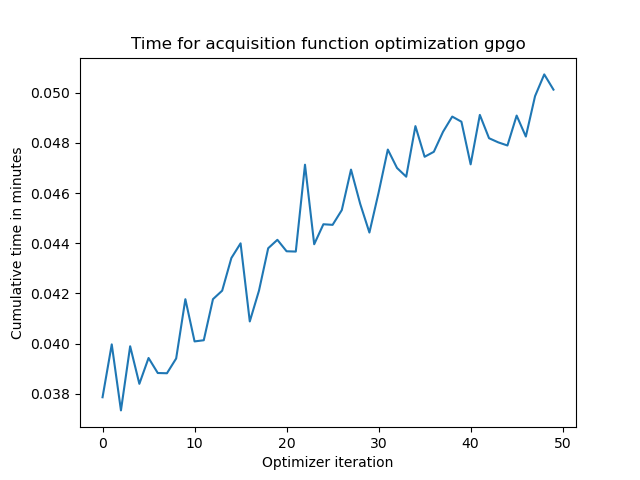 Time for acquisition function optimization gpgo
Cumulative time in minutes
0.050
0.048
0.046
0.044
0.042
0.040
0.038
0 10 20 30 40 50
Optimizer iteration